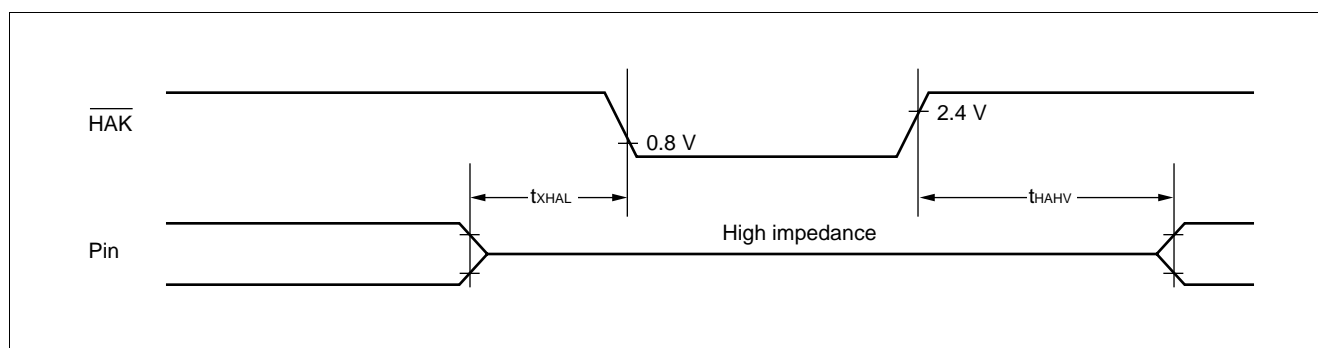 HAK
0.8 V
2.4 V
tXHAL
tHAHV
High impedance
Pin